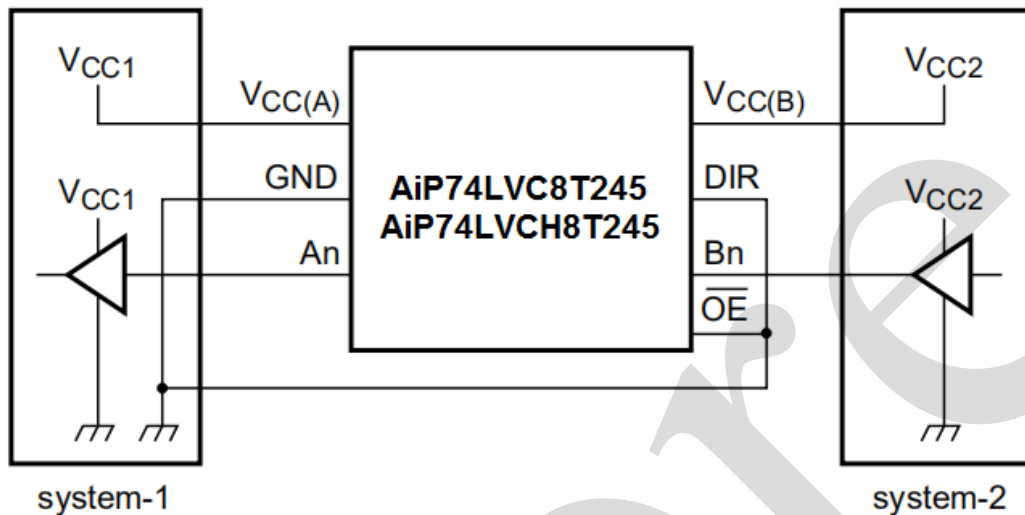 VCC1
VCC(A)
VCC(B)
VCC2
GND
AiP74LVC8T245
DIR
VCC1
AiP74LVCH8T245
VCC2
An
Bn
OE
system-1
system-2